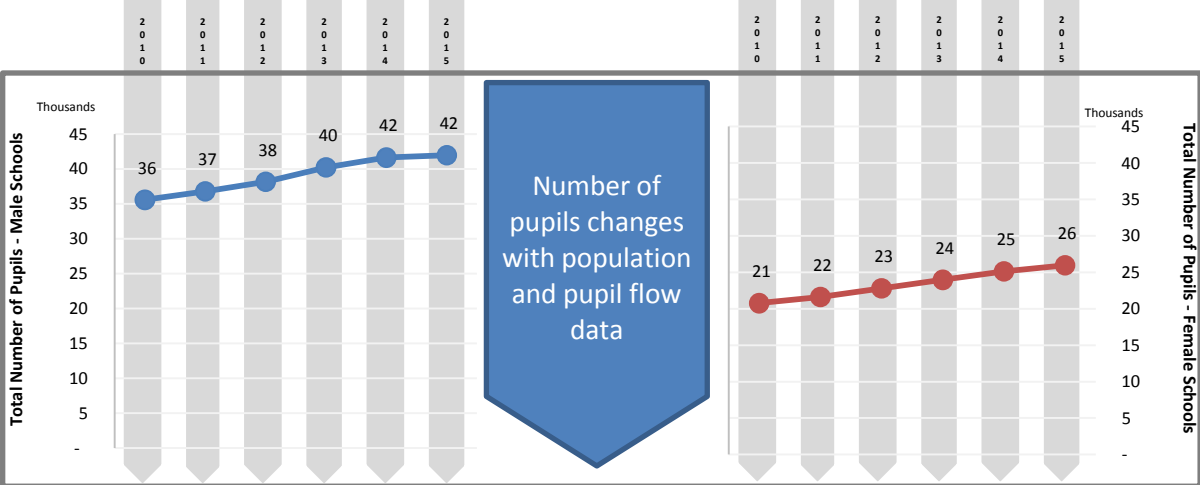 2010 2011 2012 2013 2014 2015
2010 2011 2012 2013 2014 2015
Total Number of Pupils - Male Schools
Thousands
45
40
35
30
25
20
15
10
5
-
36 37 38 40 42 42
Number of
pupils changes
with population
and pupil flow
data
21 22 23 24 25 26
Thousands
45
40
35
30
25
20
15
10
5
-
Total Number of Pupils - Female Schools